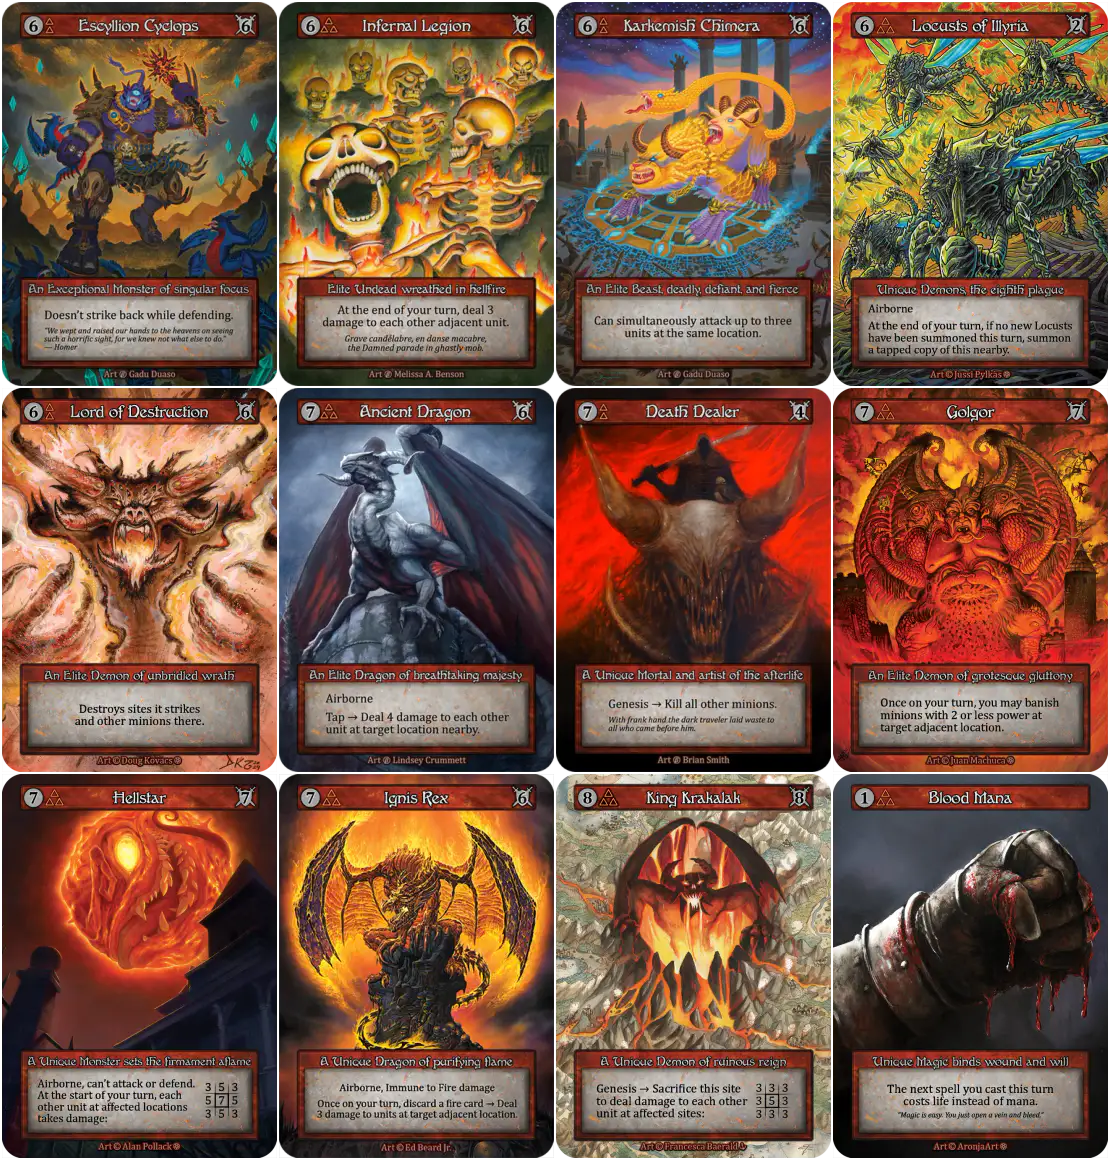 6 Escyllion Cyclops 6
An Exceptional Monster of singular focus
Doesn't strike back while defending.
"We wept and raised our hands to the heavens on seeing
such a horrific sight, for we knew not what else to do."
— Homer
Art Gadu Duaso
6 Infernal Legion 6
Elite Undead wreathed in hellfire
At the end of your turn, deal 3
damage to each other adjacent unit.
Grave candélabre, en danse macabre,
the Damned parade in ghastly mob.
Art Melissa A. Benson
6 Karkemish Chimera 6
An Elite Beast, deadly, defiant, and fierce
Can simultaneously attack up to three
units at the same location.
Art Gadu Duaso
6 Locusts of Illyria 2
Unique Demons, the eighth plague
Airborne
At the end of your turn, if no new Locusts
have been summoned this turn, summon
a tapped copy of this nearby.
Art © Jussi Pylkäs
6 Lord of Destruction 6
An Elite Demon of unbridled wrath
Destroys sites it strikes
and other minions there.
Art © Doug Kovacs
7 Ancient Dragon 6
An Elite Dragon of breathtaking majesty
Airborne
Tap → Deal 4 damage to each other
unit at target location nearby.
Art Lindsey Crummett
7 Death Dealer 4
A Unique Mortal and artist of the afterlife
Genesis → Kill all other minions.
With frank hand the dark traveler laid waste to
all who came before him.
Art Brian Smith
7 Golgor 7
An Elite Demon of grotesque gluttony
Once on your turn, you may banish
minions with 2 or less power at
target adjacent location.
Art © Juan Machuca
7 Hellstar 7
A Unique Monster sets the firmament aflame
Airborne, can't attack or defend. 3 5 3
At the start of your turn, each 5 7 5
other unit at affected locations 3 5 3
takes damage:
Art © Alan Pollack
7 Ignis Rex 6
A Unique Dragon of purifying flame
Airborne, Immune to Fire damage
Once on your turn, discard a fire card → Deal
3 damage to units at target adjacent location.
Art © Ed Beard Jr.
8 King Krakalak 8
A Unique Demon of ruinous reign
Genesis → Sacrifice this site 3 3 3
to deal damage to each other 3 5 3
unit at affected sites: 3 3 3
Art © Francesca Baerald
1 Blood Mana
Unique Magic binds wound and will
The next spell you cast this turn
costs life instead of mana.
"Magic is easy. You just open a vein and bleed."
Art © AronjaArt